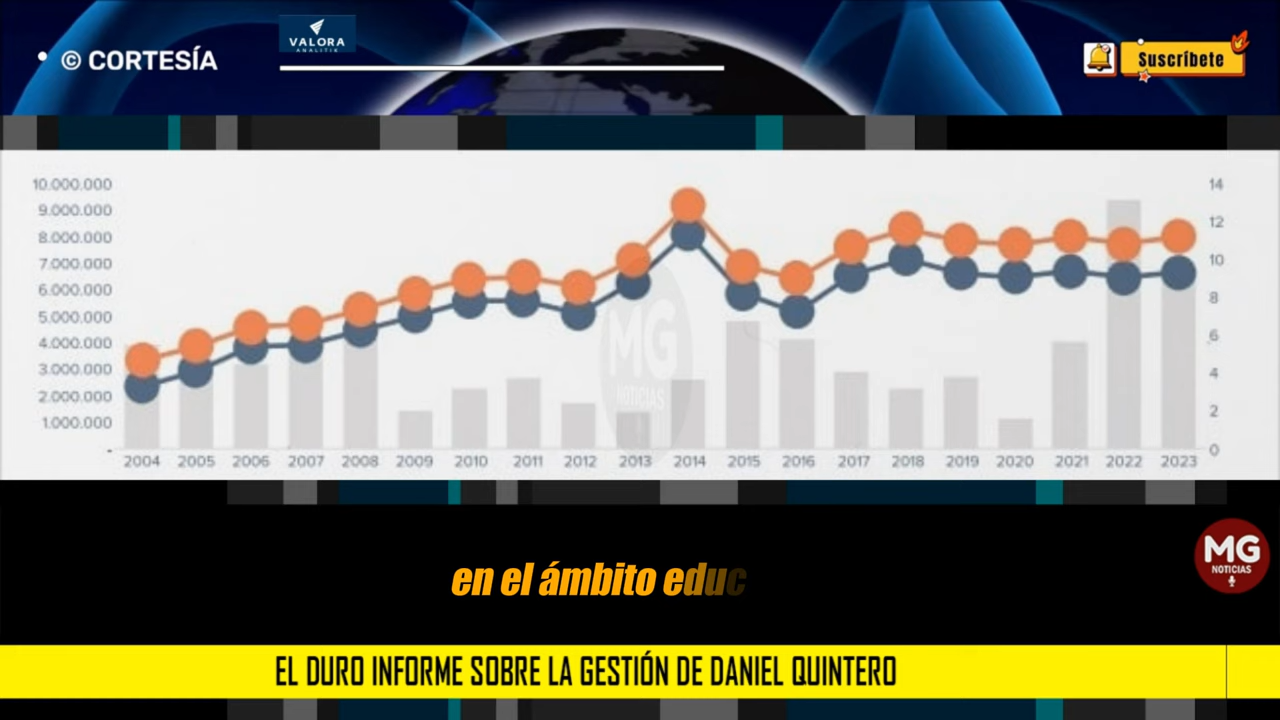 © CORTESÍA
VALORA
ANALITIK
Suscríbete
10.000.000
9.000.000
8.000.000
7.000.000
6.000.000
5.000.000
4.000.000
3.000.000
2.000.000
1.000.000
-
14
12
10
8
6
4
2
0
2004 2005 2006 2007 2008 2009 2010 2011 2012 2013 2014 2015 2016 2017 2018 2019 2020 2021 2022 2023
MG
NOTICIAS
en el ámbito educ
MG
NOTICIAS
EL DURO INFORME SOBRE LA GESTIÓN DE DANIEL QUINTERO